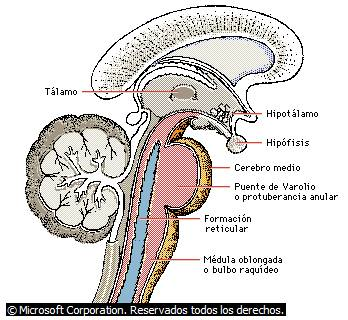 Tálamo
Hipotálamo
Hipófisis
Cerebro medio
Puente de Varolio
o protuberancia anular
Formación
reticular
Médula oblongada
o bulbo raquídeo
© Microsoft Corporation. Reservados todos los derechos.